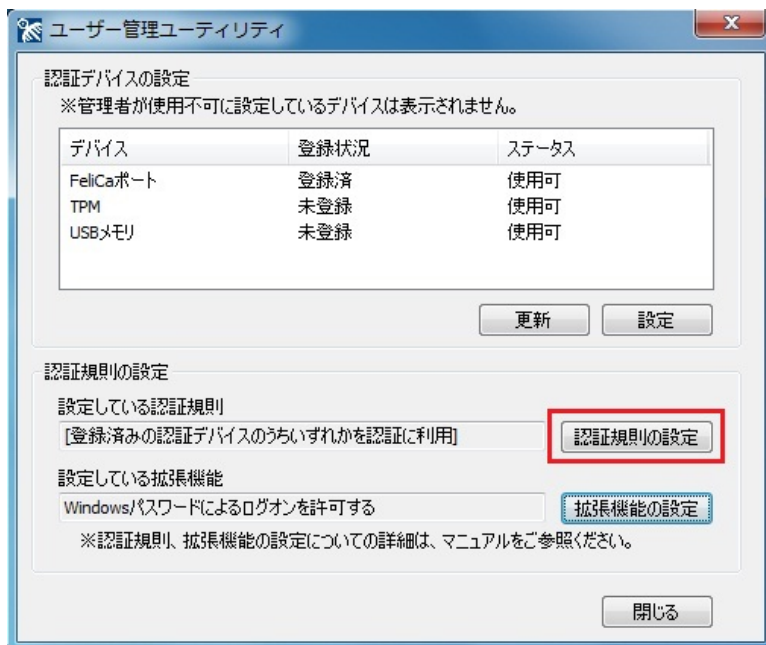 ユーザー管理ユーティリティ
認証デバイスの設定
※管理者が使用不可に設定しているデバイスは表示されません。
デバイス 登録状況 ステータス
FeliCaポート 登録済 使用可
TPM 未登録 使用可
USBメモリ 未登録 使用可
更新 設定
認証規則の設定
設定している認証規則
[登録済みの認証デバイスのうちいずれかを認証に利用] 認証規則の設定
設定している拡張機能
Windowsパスワードによるログオンを許可する 拡張機能の設定
※認証規則、拡張機能の設定についての詳細は、マニュアルをご参照ください。
閉じる